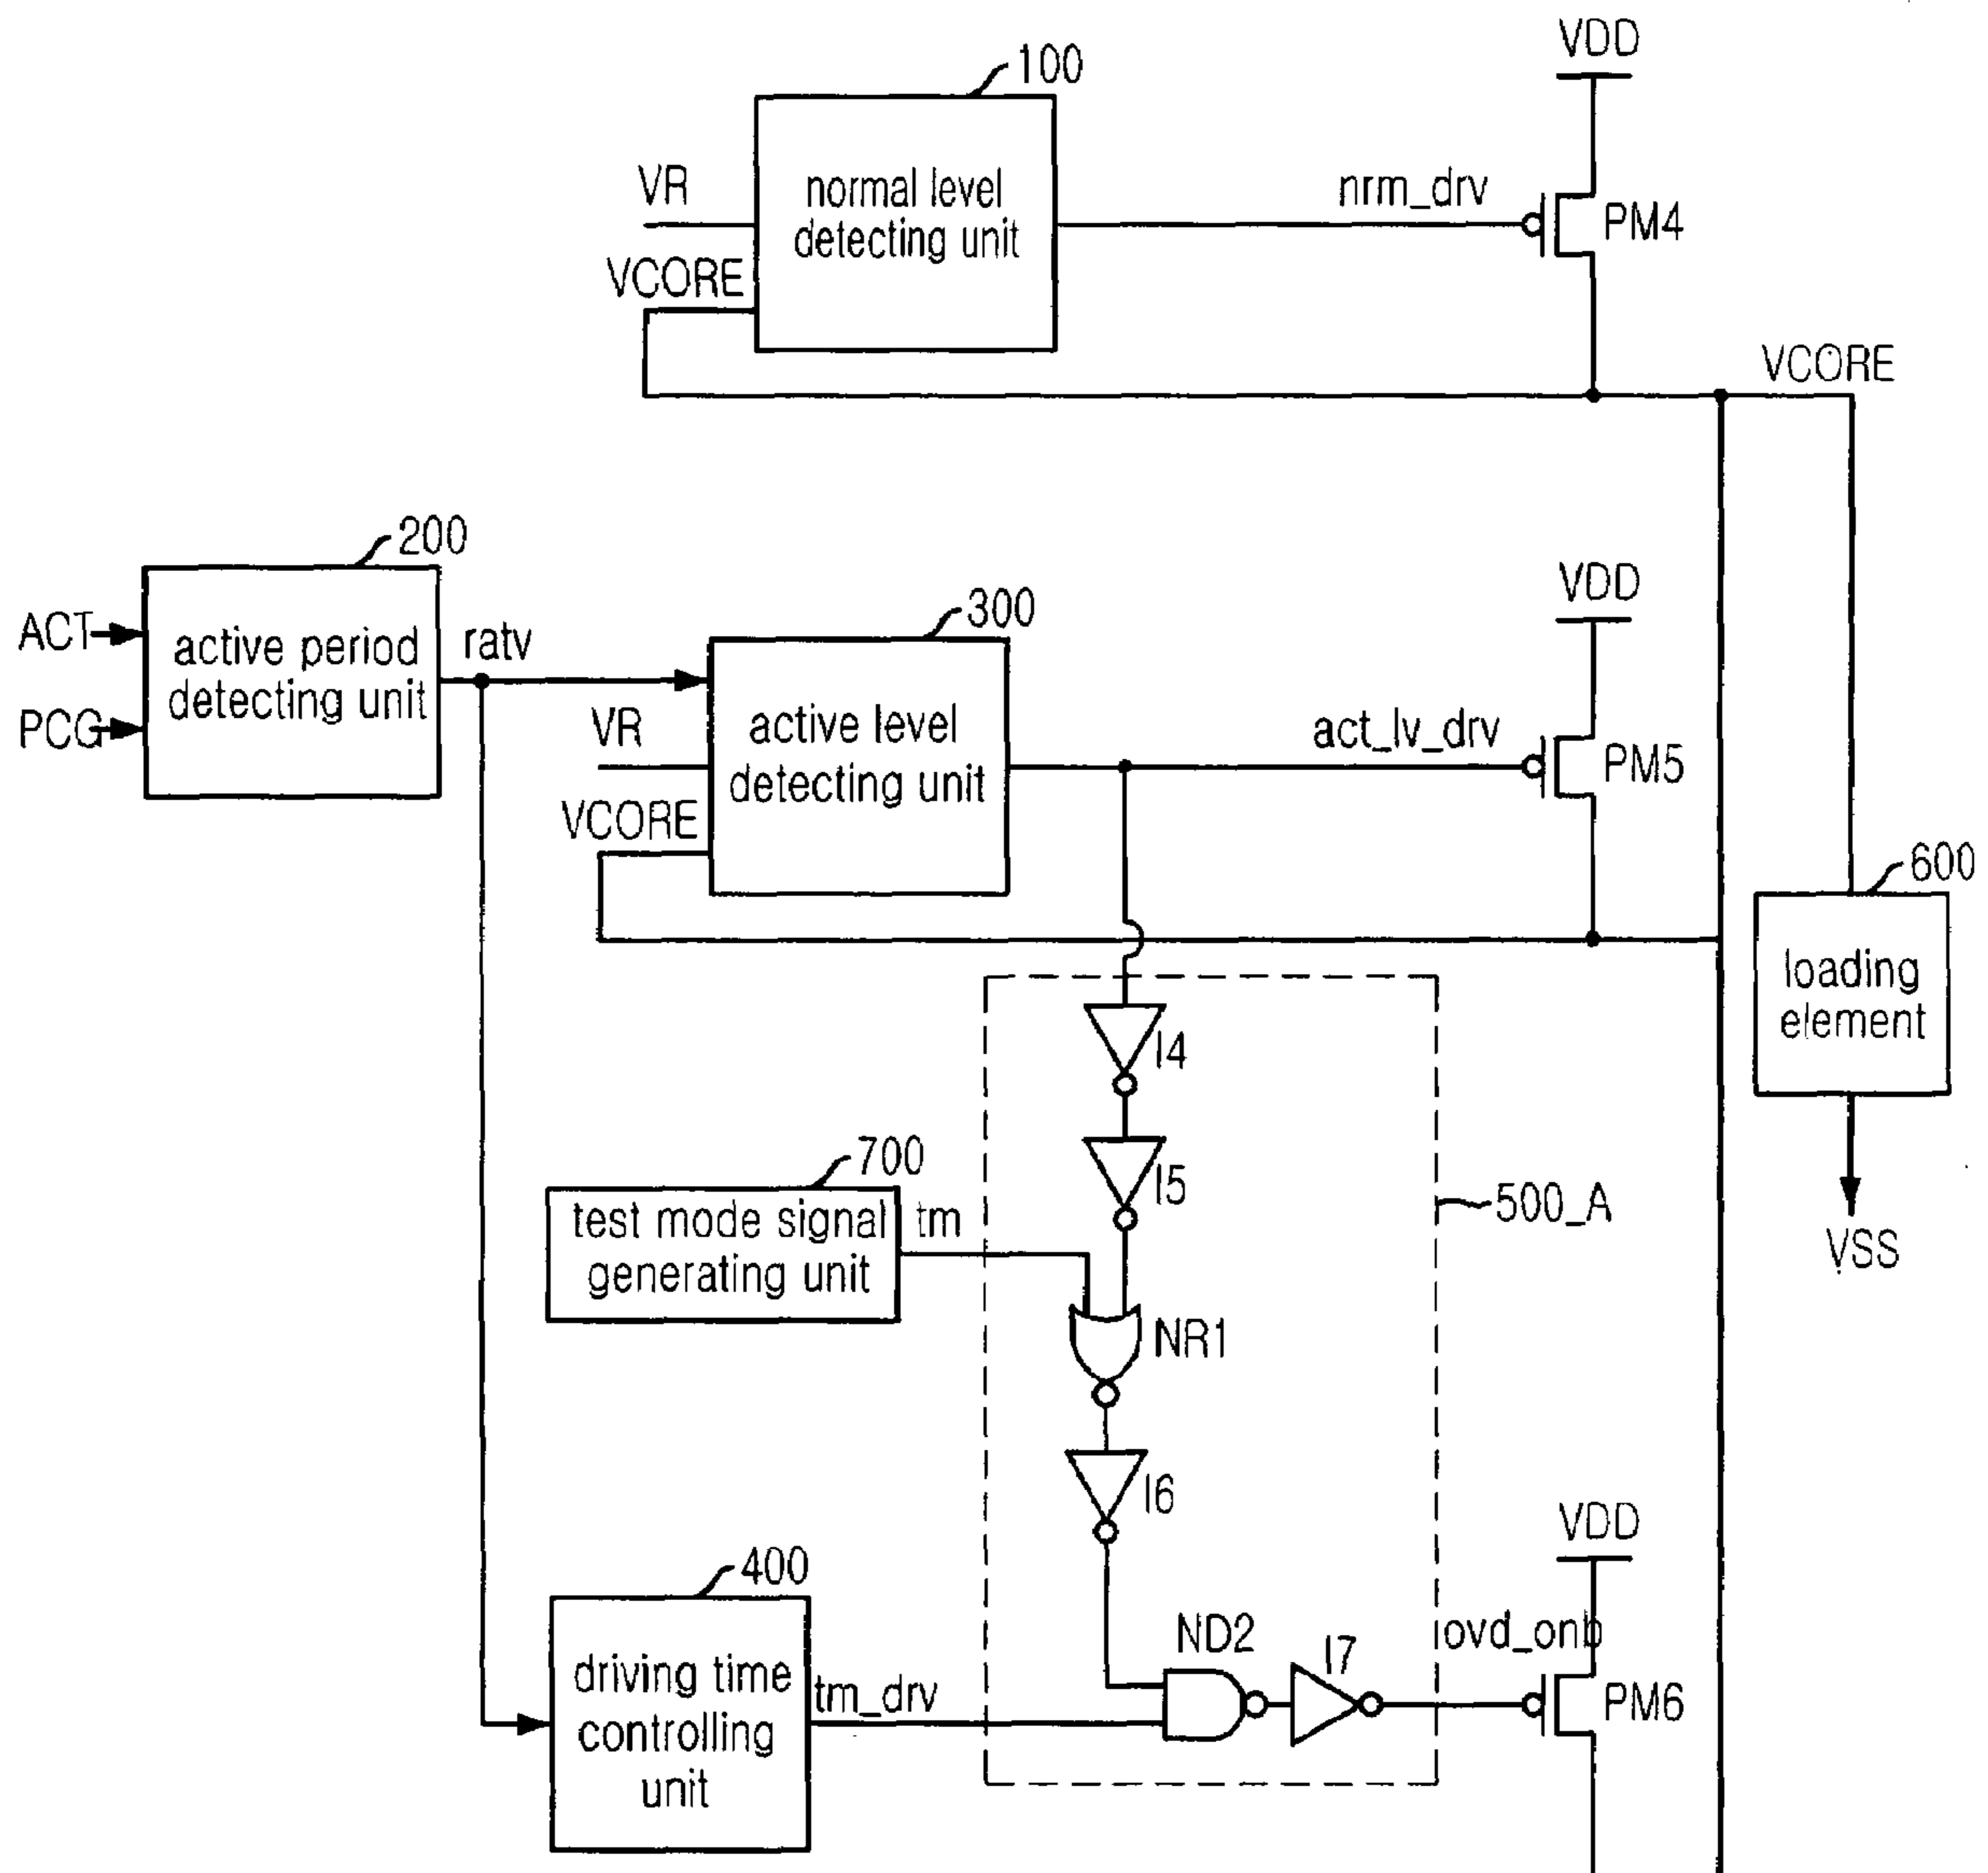 VDD
100
VR
normal level
detecting unit
nrm_drv
PM4
VCORE
VCORE
200
ACT
active period
detecting unit
PCG
ratv
300
VDD
VR
active level
detecting unit
act_lv_drv
PM5
VCORE
600
loading
element
I4
700
I5
500_A
test mode signal
generating unit
tm
VSS
NR1
I6
VDD
400
ND2
I7
ovd_onb
driving time
controlling
unit
tm_drv
PM6